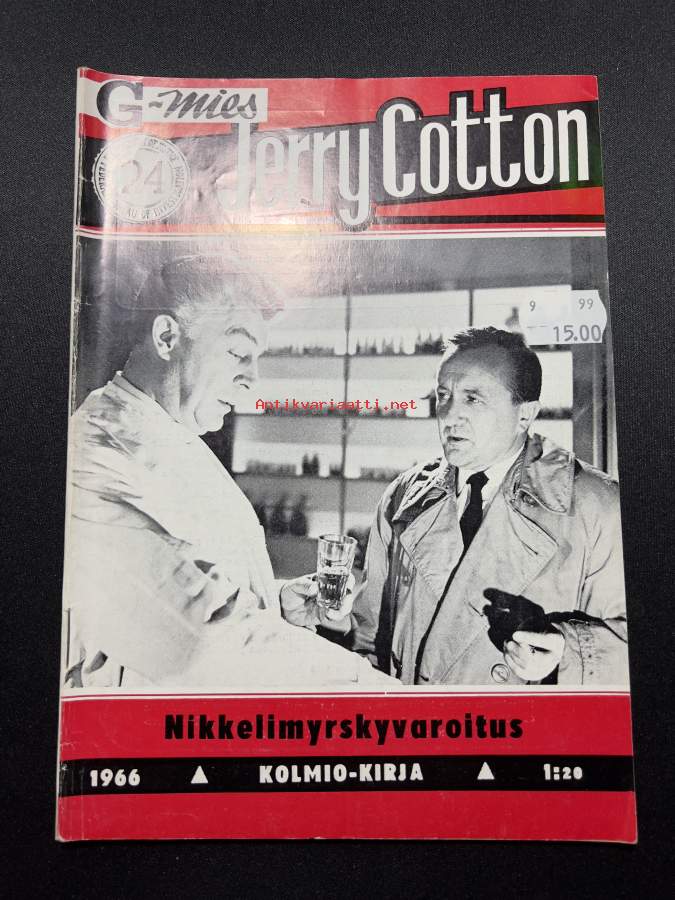 G-mies
Jerry Cotton
24
9 99
15.00
Antikvariaatti.net
Nikkelimyrskyvaroitus
1966 ▲ KOLMIO-KIRJA ▲ 1:20